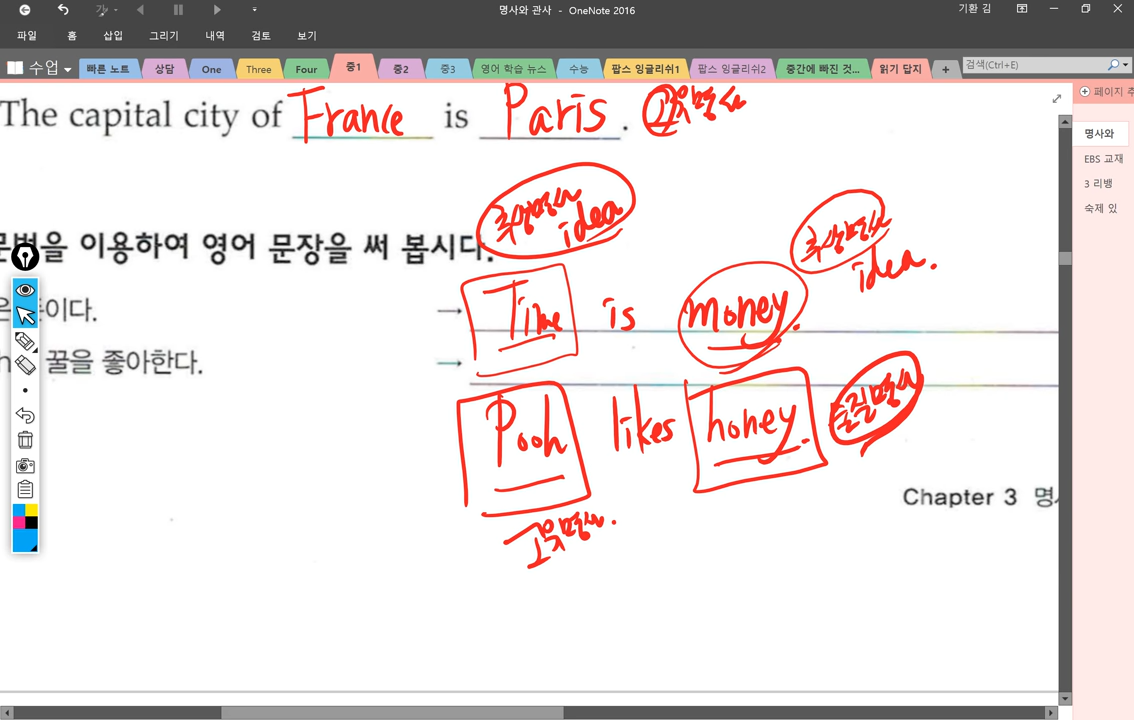 명사와 관사 - OneNote 2016
기환 김
파일 홈 삽입 그리기 내역 검토 보기
수업 빠른 노트 상담 One Three Four 중1 중2 중3 영어 학습 뉴스 수능 팝스 잉글리쉬1 팝스 잉글리쉬2 중간에 빠진 것... 읽기 답지 + 검색(Ctrl+E)
페이지 추
명사와
EBS 교재
3 리뱅
숙제 있
The capital city of France is Paris. 고유명사
추상명사
idea
문법을 이용하여 영어 문장을 써 봅시다.
추상명사
idea.
이다. → Time is money.
꿀을 좋아한다. →
Pooh likes honey. 물질명사
고유명사.
Chapter 3 명사